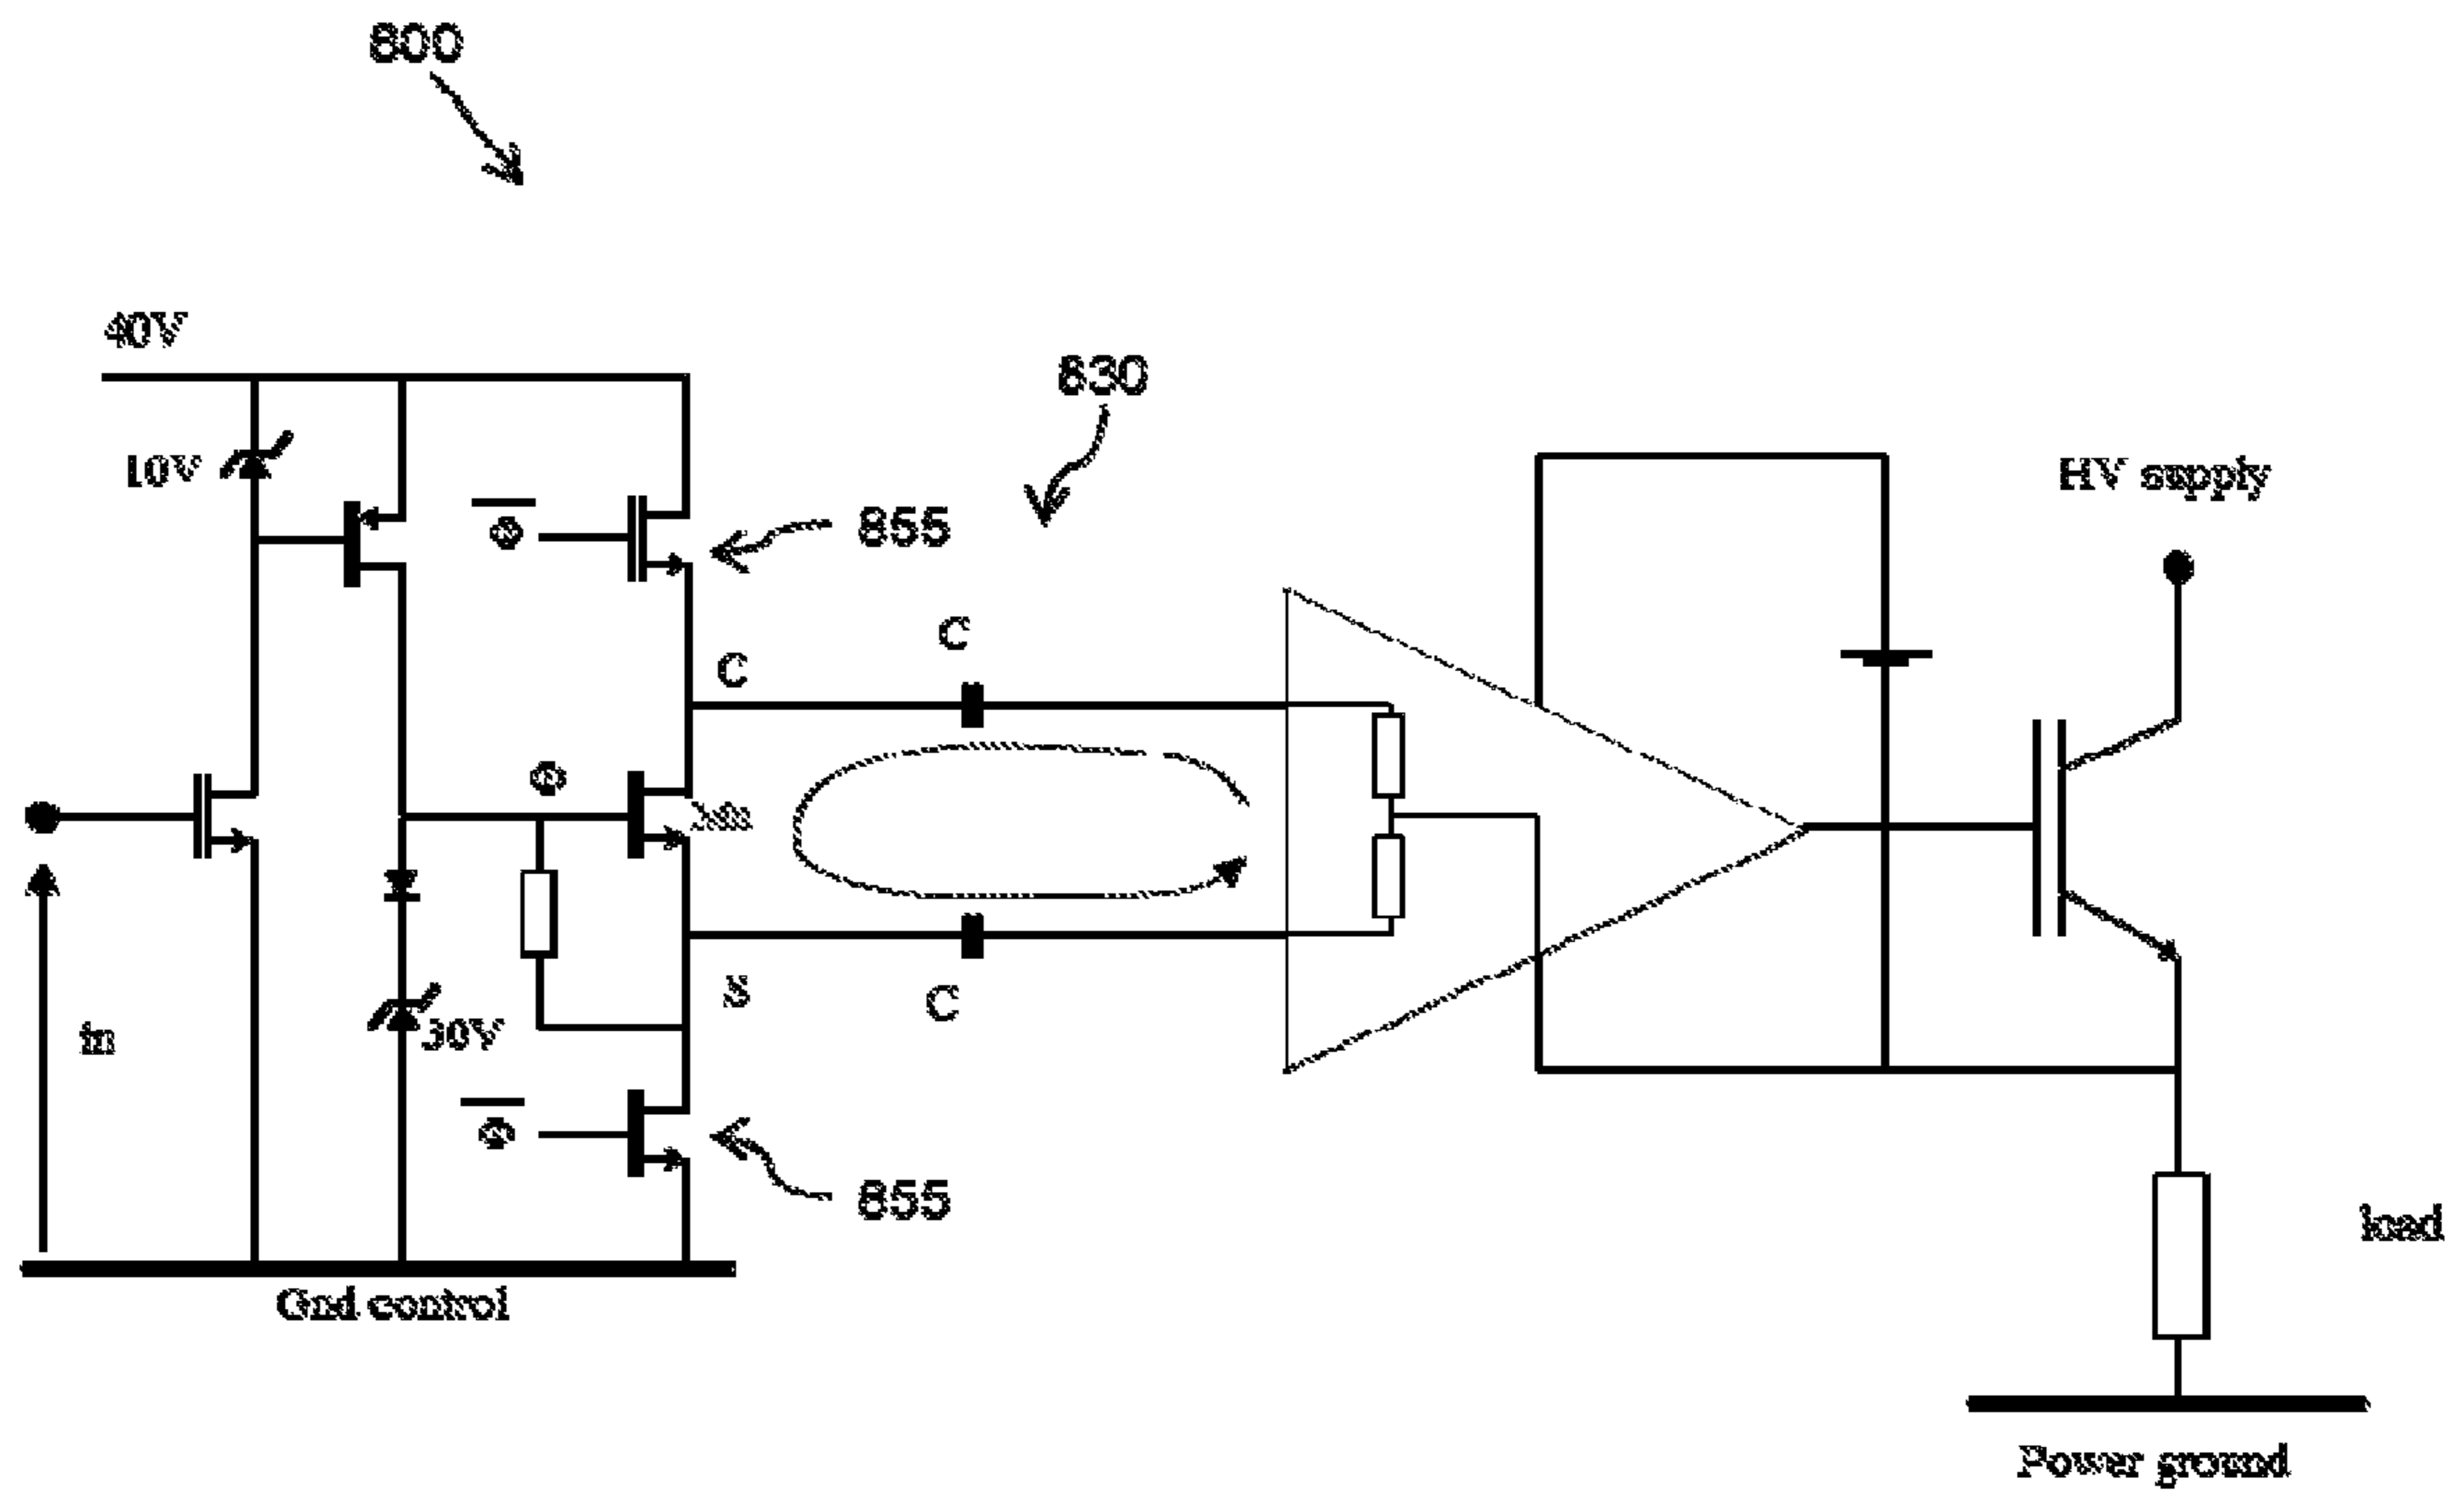 800
40V
830
10V
Φ
855
HV supply
C
C
Φ
S
C
in
30V
Φ
855
load
Gnd control
Power ground